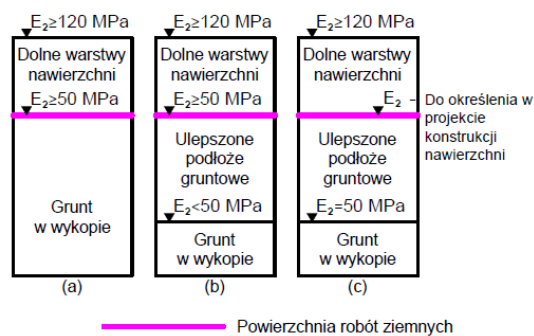 E₂≥120 MPa
Dolne warstwy
nawierzchni
E₂≥50 MPa
Grunt
w wykopie
(a)
E₂≥120 MPa
Dolne warstwy
nawierzchni
E₂≥50 MPa
Ulepszone
podłoże
gruntowe
E₂<50 MPa
Grunt
w wykopie
(b)
E₂≥120 MPa
Dolne warstwy
nawierzchni
E₂ - Do określenia w
projekcie
konstrukcji
nawierzchni
Ulepszone
podłoże
gruntowe
E₂=50 MPa
Grunt
w wykopie
(c)
Powierzchnia robót ziemnych